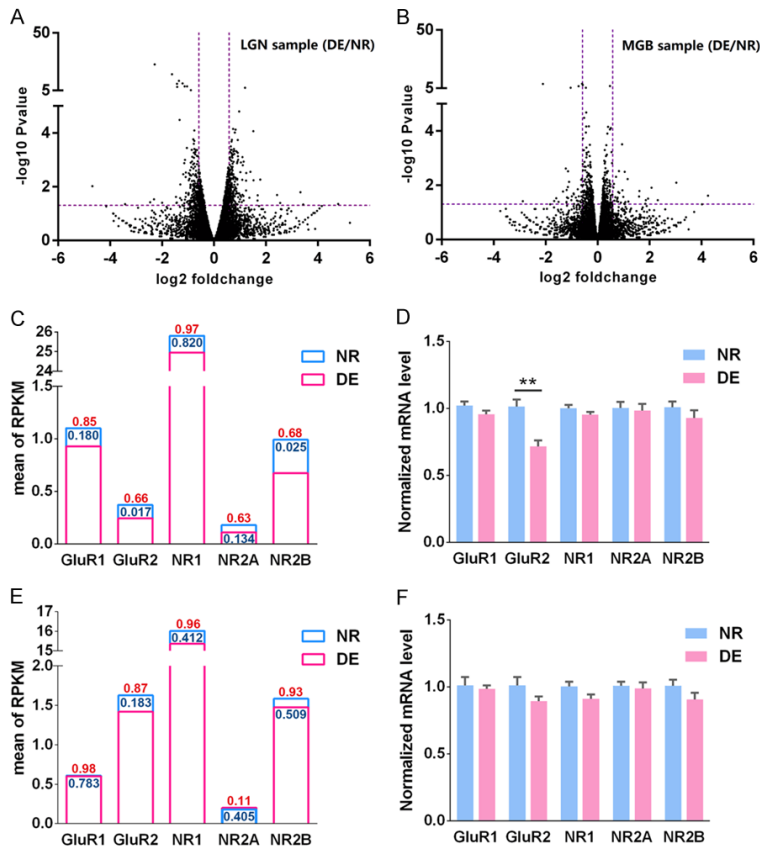 A
50
5
4
2
0
-log10 Pvalue
LGN sample (DE/NR)
-6 -4 -2 0 2 4 6
log2 foldchange
B
50
5
4
2
0
-log10 Pvalue
MGB sample (DE/NR)
-6 -4 -2 0 2 4 6
log2 foldchange
C
26
25
24
1.5
1.0
0.5
0.0
mean of RPKM
0.85
0.180
0.66
0.017
0.97
0.820
0.63
0.134
0.68
0.025
NR
DE
GluR1 GluR2 NR1 NR2A NR2B
D
1.5
1.0
0.5
0.0
Normalized mRNA level
**
NR
DE
GluR1 GluR2 NR1 NR2A NR2B
E
17
16
15
2.0
1.5
1.0
0.5
0.0
mean of RPKM
0.98
0.783
0.87
0.183
0.96
0.412
0.11
0.405
0.93
0.509
NR
DE
GluR1 GluR2 NR1 NR2A NR2B
F
1.5
1.0
0.5
0.0
Normalized mRNA level
NR
DE
GluR1 GluR2 NR1 NR2A NR2B